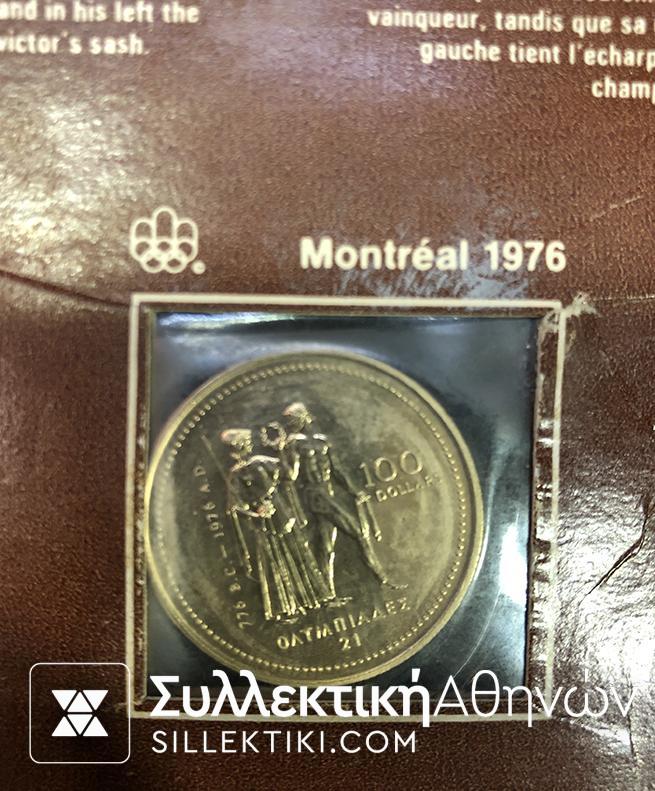 and in his left the
victor's sash.
vainqueur, tandis que sa
gauche tient l'écharp
champ
Montréal 1976
776 B.C. — 1976 A.D.
100
DOLLARS
ΟΛΥΜΠΙΑΔΕΣ
21
ΣυλλεκτικήΑθηνών
SILLEKTIKI.COM